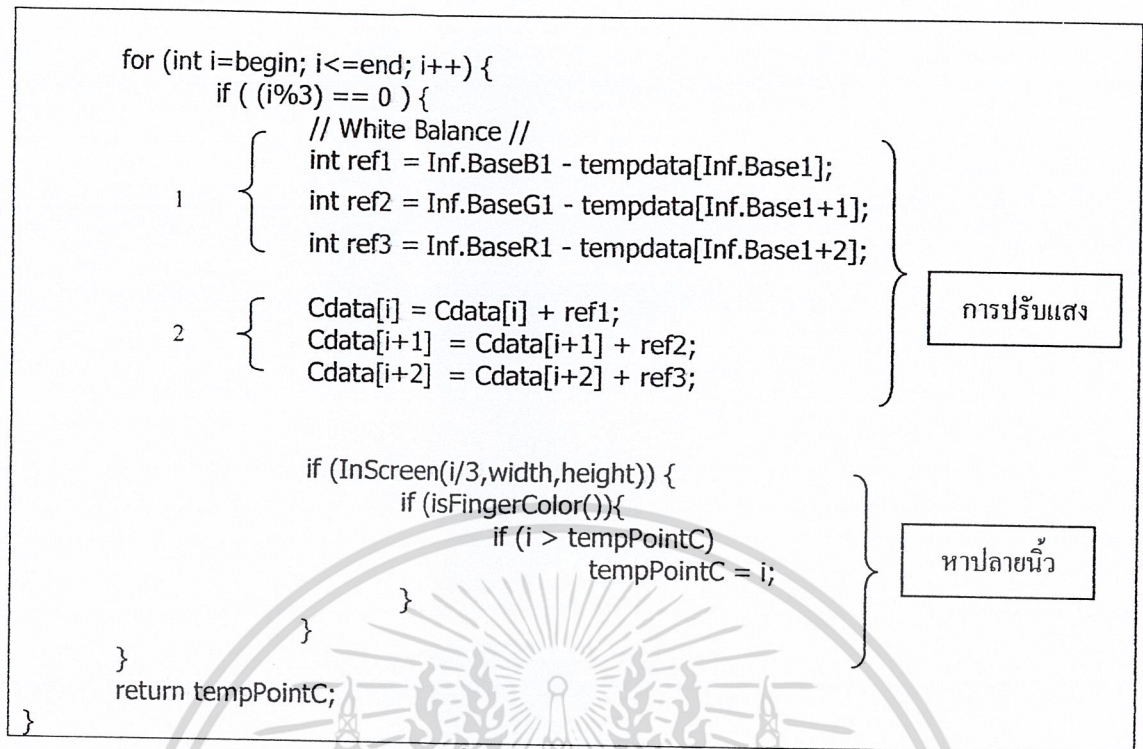 for (int i=begin; i<=end; i++) {
if ( (i%3) == 0 ) {
// White Balance //
int ref1 = Inf.BaseB1 - tempdata[Inf.Base1];
1
int ref2 = Inf.BaseG1 - tempdata[Inf.Base1+1];
int ref3 = Inf.BaseR1 - tempdata[Inf.Base1+2];
การปรับแสง
Cdata[i] = Cdata[i] + ref1;
2
Cdata[i+1] = Cdata[i+1] + ref2;
Cdata[i+2] = Cdata[i+2] + ref3;
if (InScreen(i/3,width,height)) {
if (isFingerColor()){
if (i > tempPointC)
tempPointC = i;
หาปลายนิ้ว
}
}
}
return tempPointC;
}